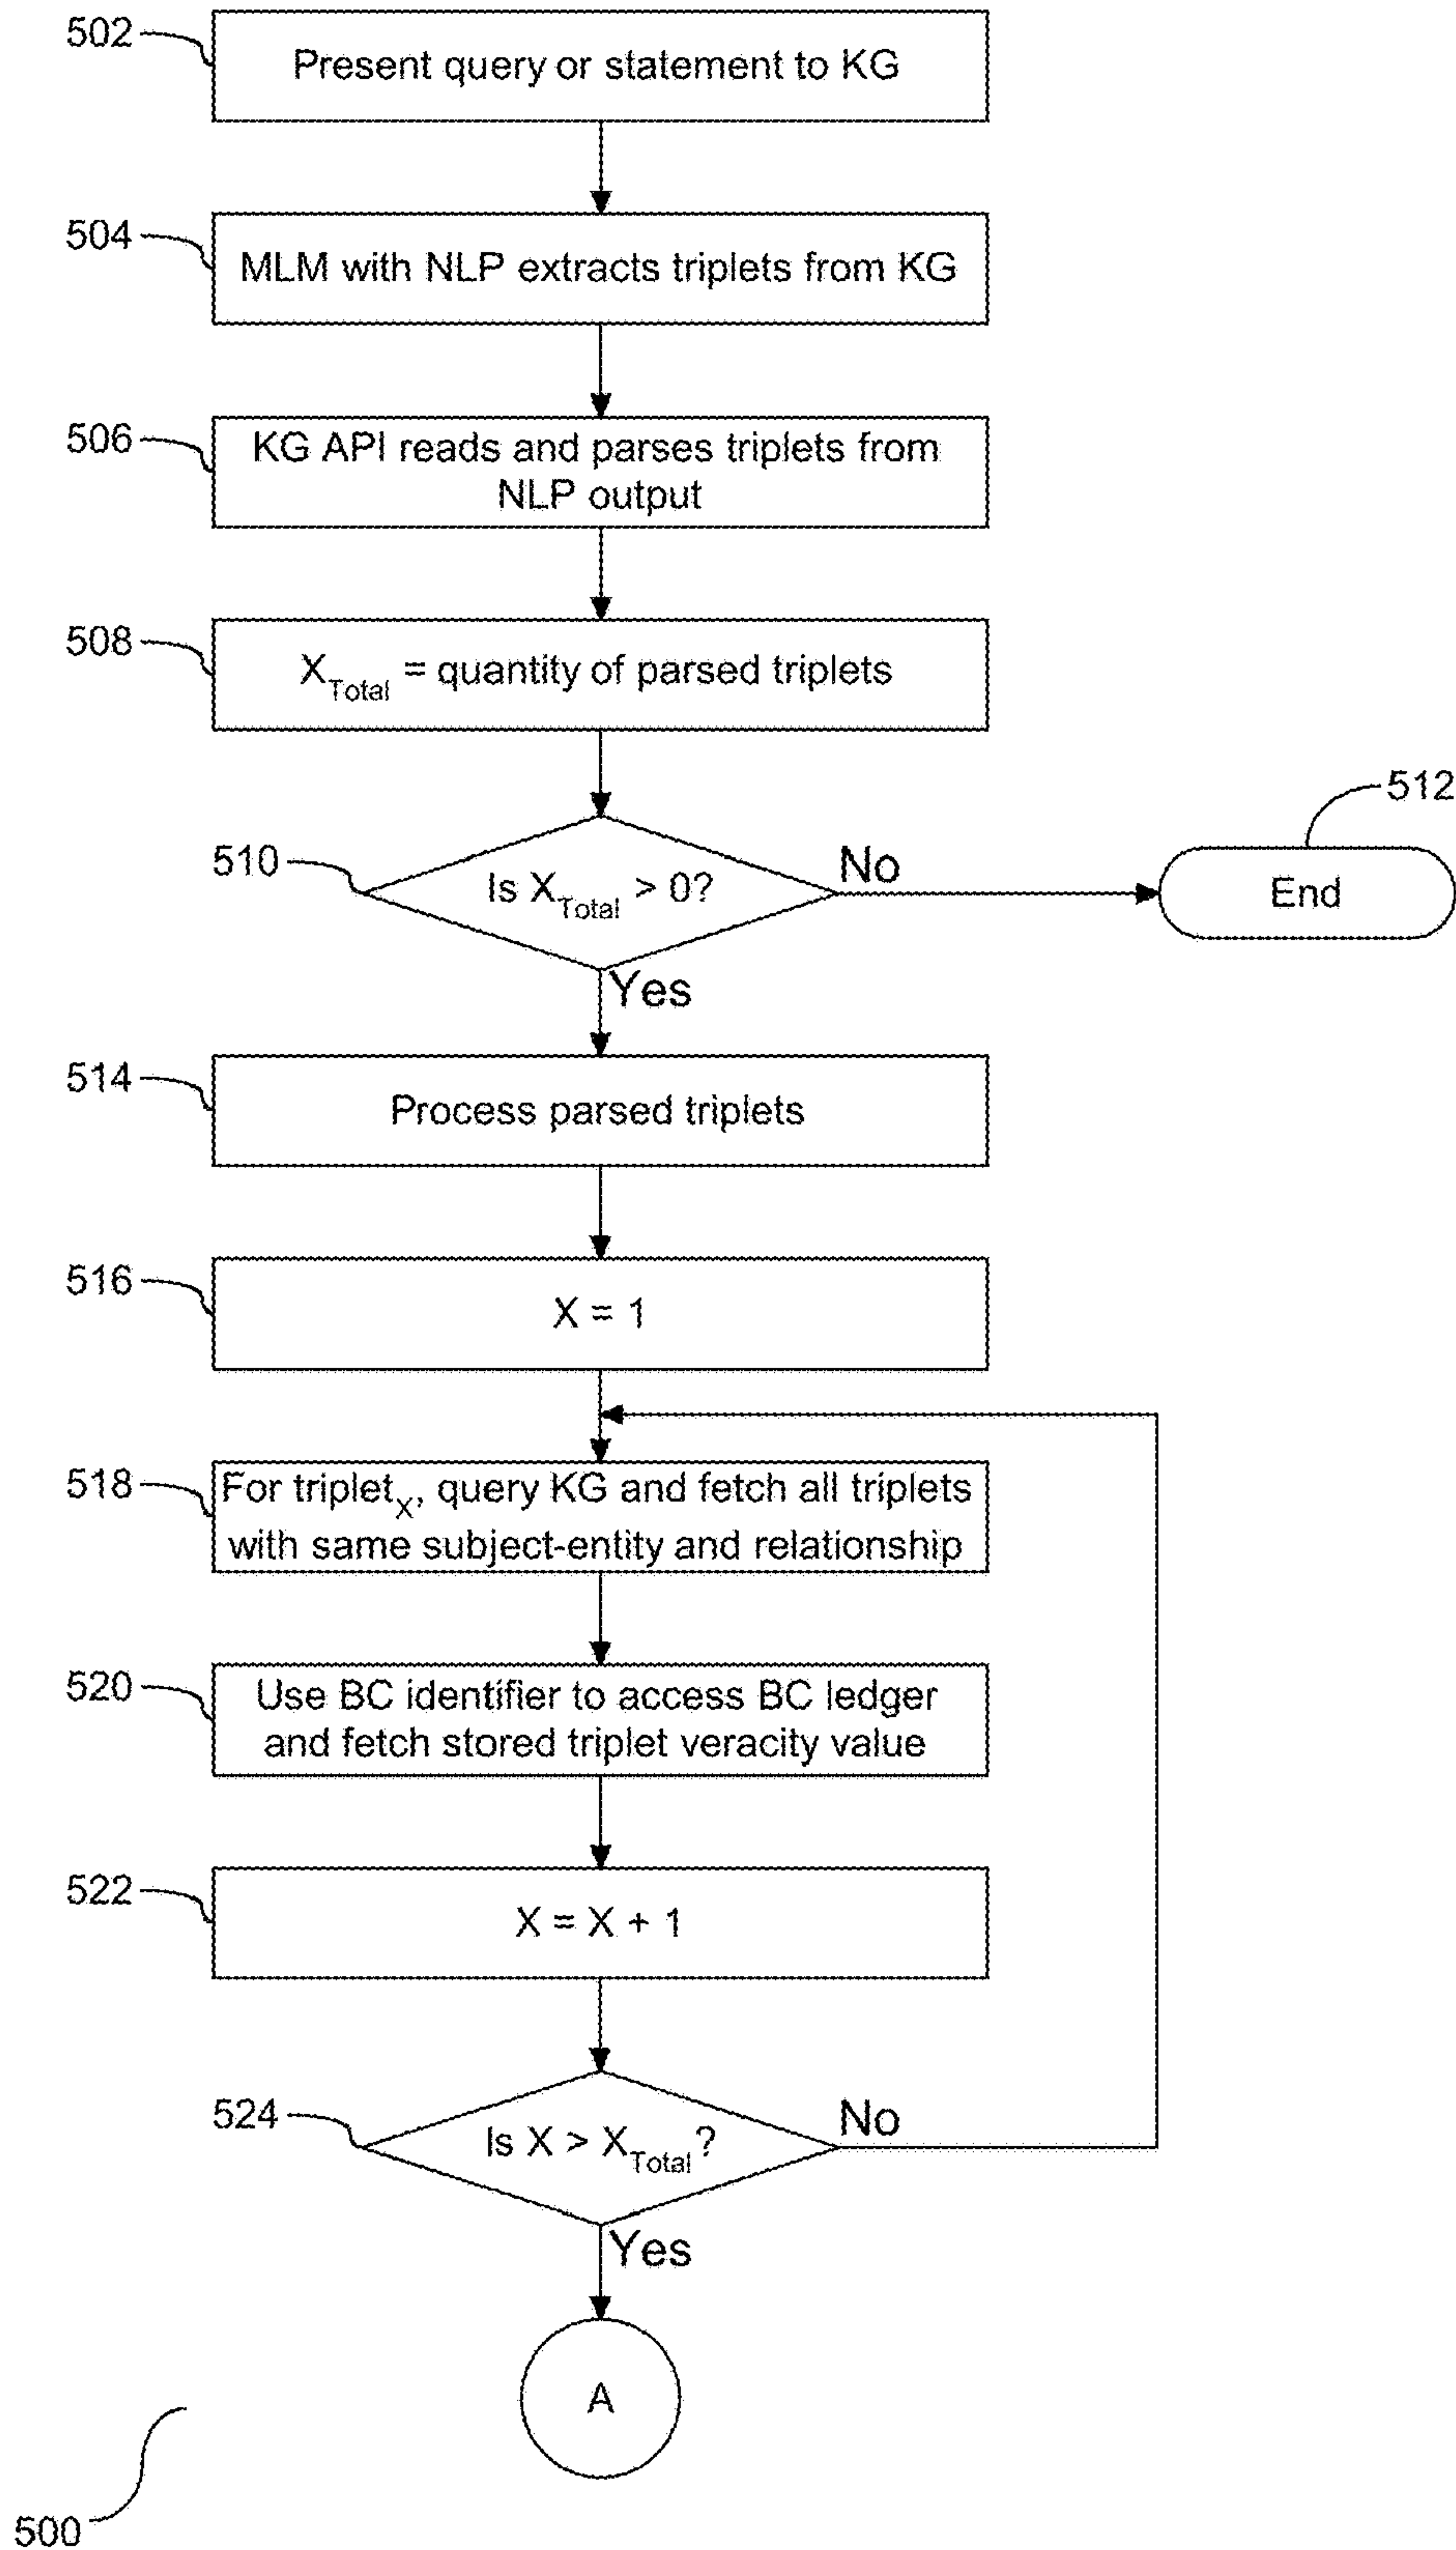 502
Present query or statement to KG
504
MLM with NLP extracts triplets from KG
506
KG API reads and parses triplets from
NLP output
508
XTotal = quantity of parsed triplets
512
510
Is XTotal > 0?
No
End
Yes
514
Process parsed triplets
516
X = 1
518
For tripletX, query KG and fetch all triplets
with same subject-entity and relationship
520
Use BC identifier to access BC ledger
and fetch stored triplet veracity value
522
X = X + 1
524
Is X > XTotal?
No
Yes
A
500